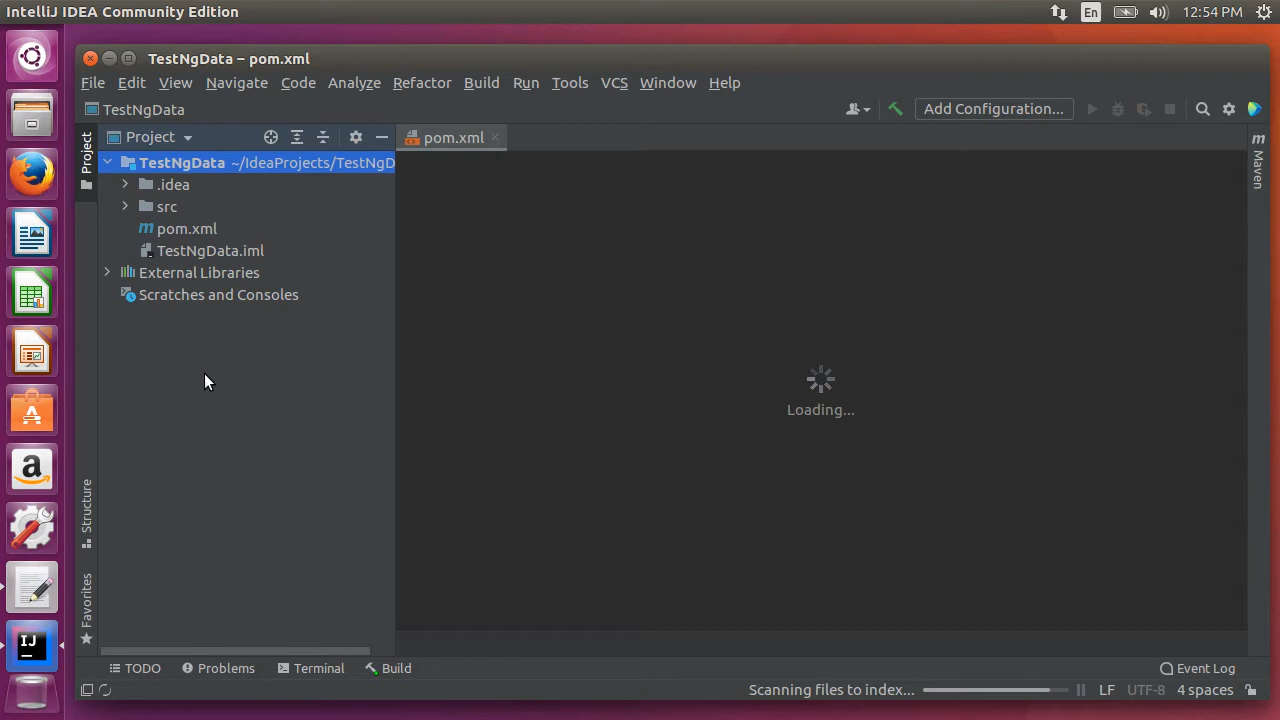 IntelliJ IDEA Community Edition
En
12:54 PM
TestNgData – pom.xml
File Edit View Navigate Code Analyze Refactor Build Run Tools VCS Window Help
TestNgData
Add Configuration...
Project
Project
pom.xml
Maven
TestNgData ~/IdeaProjects/TestNgD
.idea
src
pom.xml
TestNgData.iml
External Libraries
Scratches and Consoles
Loading...
Structure
Favorites
TODO Problems Terminal Build Event Log
Scanning files to index... LF UTF-8 4 spaces